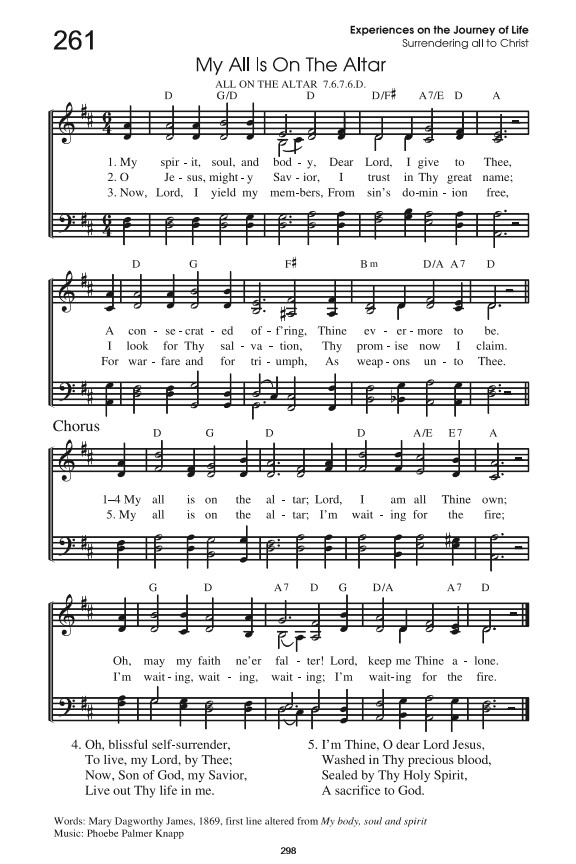 261
Experiences on the Journey of Life
Surrendering all to Christ
My All Is On The Altar
ALL ON THE ALTAR 7.6.7.6.D.
D G/D D D/F♯ A7/E D A
1. My spir - it, soul, and bod - y, Dear Lord, I give to Thee,
2. O Je - sus, might - y Sav - ior, I trust in Thy great name;
3. Now, Lord, I yield my mem - bers, From sin's do - min - ion free,
D G F♯ Bm D/A A7 D
A con - se - crat - ed of - f'ring, Thine ev - er - more to be.
I look for Thy sal - va - tion, Thy prom - ise now I claim.
For war - fare and for tri - umph, As weap - ons un - to Thee.
Chorus
D G D D A/E E7 A
1–4 My all is on the al - tar; Lord, I am all Thine own;
5. My all is on the al - tar; I'm wait - ing for the fire;
G D A7 D G D/A A7 D
Oh, may my faith ne'er fal - ter! Lord, keep me Thine a - lone.
I'm wait - ing, wait - ing, wait - ing; I'm wait - ing for the fire.
4. Oh, blissful self-surrender,
To live, my Lord, by Thee;
Now, Son of God, my Savior,
Live out Thy life in me.
5. I'm Thine, O dear Lord Jesus,
Washed in Thy precious blood,
Sealed by Thy Holy Spirit,
A sacrifice to God.
Words: Mary Dagworthy James, 1869, first line altered from My body, soul and spirit
Music: Phoebe Palmer Knapp
298